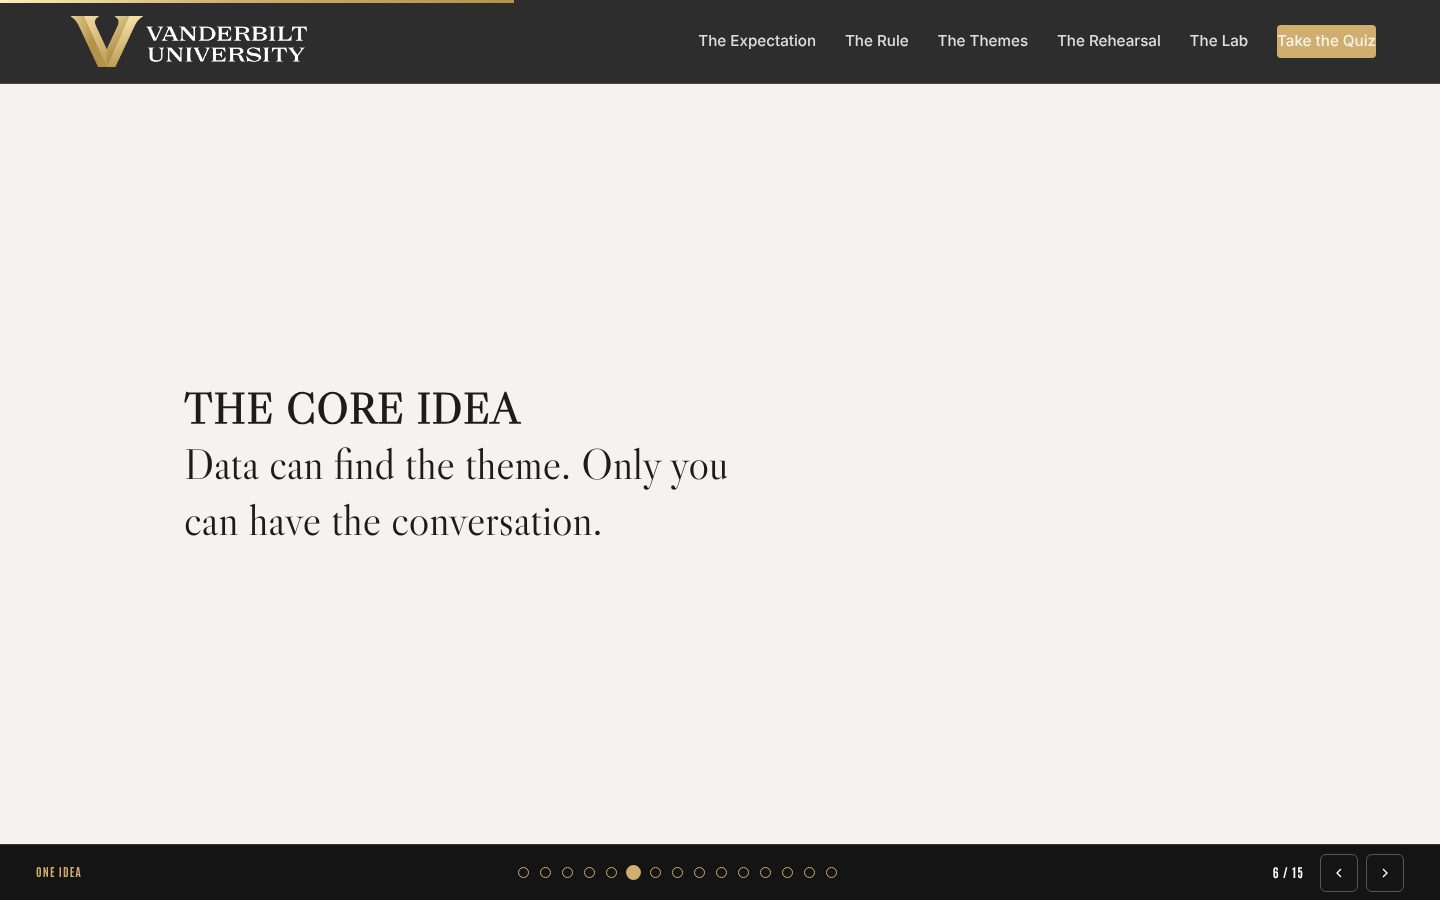 VANDERBILT
UNIVERSITY
The Expectation
The Rule
The Themes
The Rehearsal
The Lab
Take the Quiz
THE CORE IDEA
Data can find the theme. Only you
can have the conversation.
ONE IDEA
6 / 15